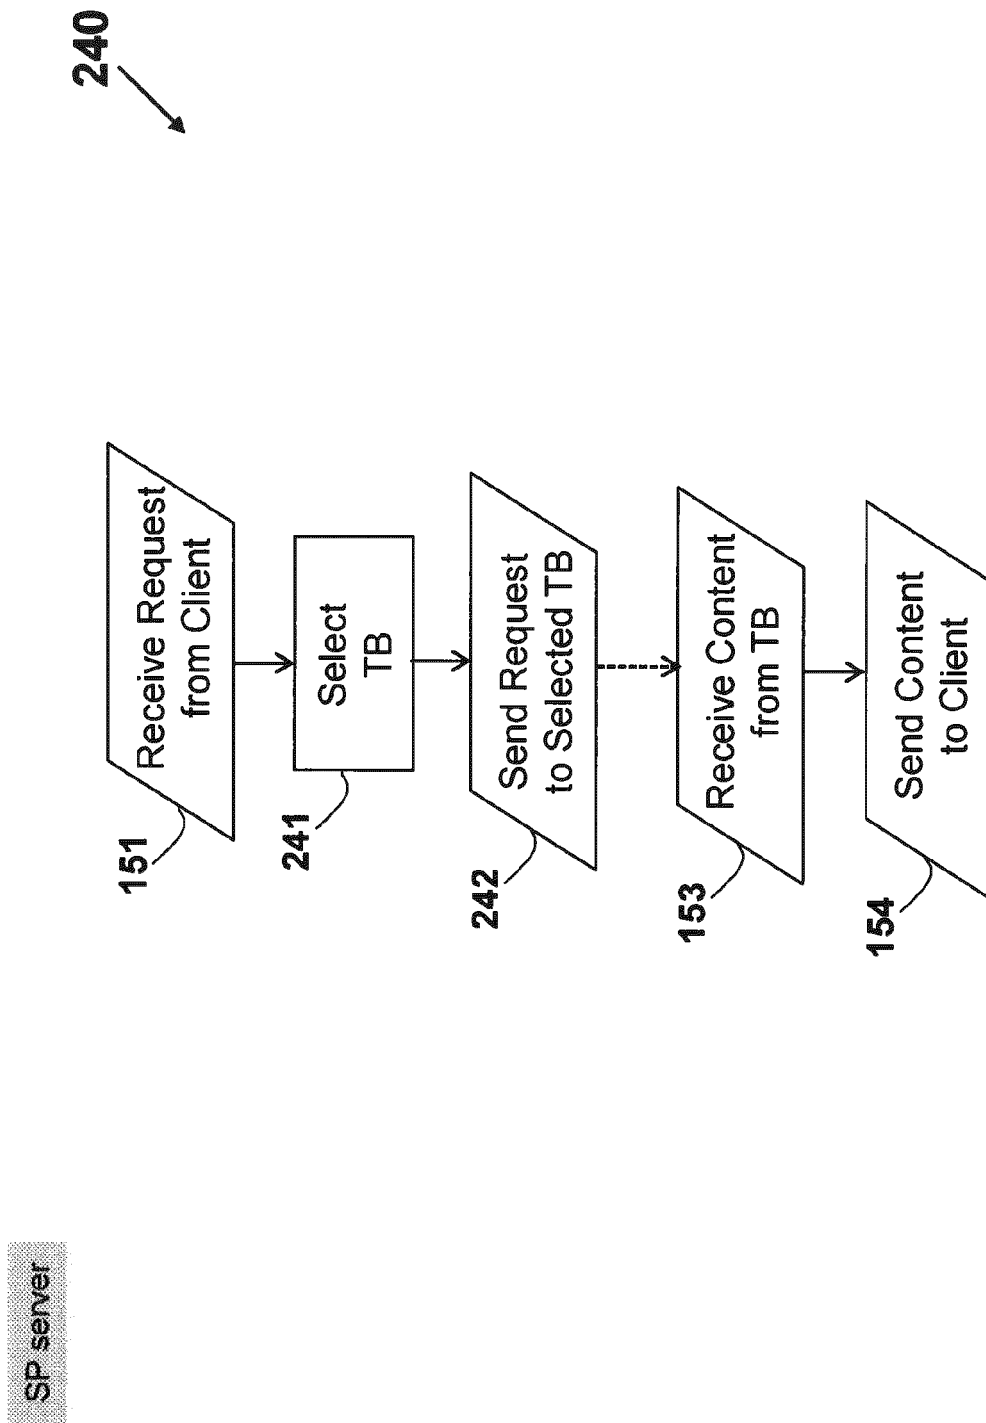 SP server
240
Receive Request
from Client
151
Select
TB
241
Send Request
to Selected TB
242
Receive Content
from TB
153
Send Content
to Client
154